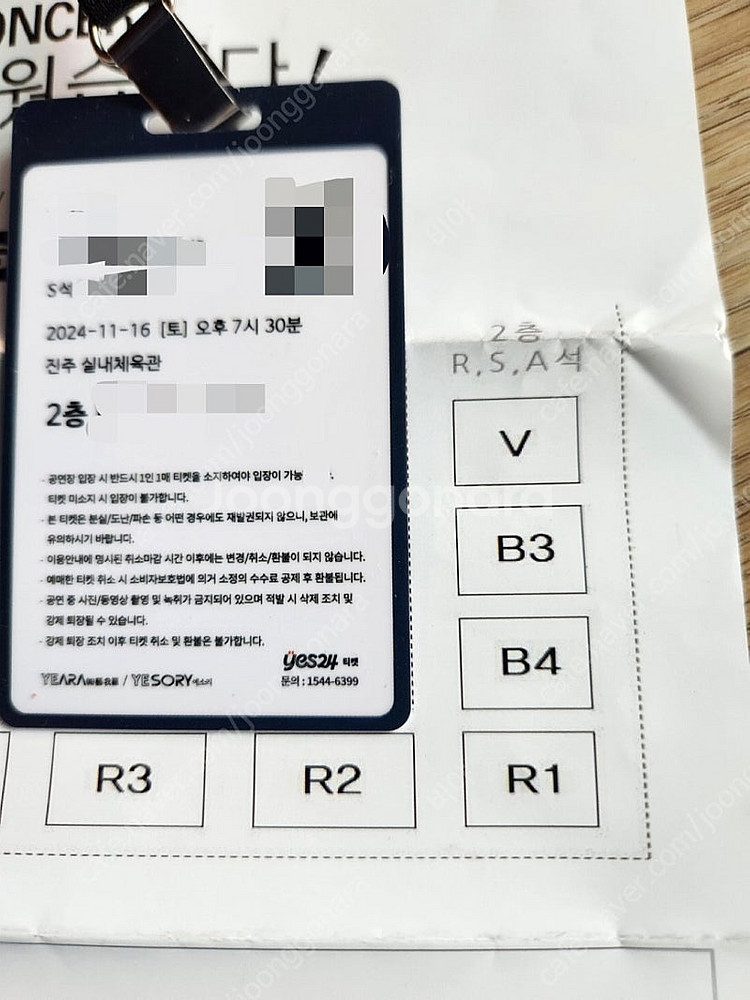 S석
2024-11-16 [토] 오후 7시 30분
진주 실내체육관
2층
- 공연장 입장 시 반드시 1인 1매 티켓을 소지하여야 입장이 가능
티켓 미소지 시 입장이 불가합니다.
- 본 티켓은 분실/도난/파손 등 어떤 경우에도 재발권되지 않으니, 보관에
유의하시기 바랍니다.
- 이용안내에 명시된 취소마감 시간 이후에는 변경/취소/환불이 되지 않습니다.
- 예매한 티켓 취소 시 소비자보호법에 의거 소정의 수수료 공제 후 환불됩니다.
- 공연 중 사진/동영상 촬영 및 녹취가 금지되어 있으며 적발 시 삭제 조치 및
강제 퇴장될 수 있습니다.
- 강제 퇴장 조치 이후 티켓 취소 및 환불은 불가합니다.
yes24 티켓
YEARA / YESORY 예소리
문의 : 1544-6399
2층
R,S,A석
V
B3
B4
R3
R2
R1
joonggonara